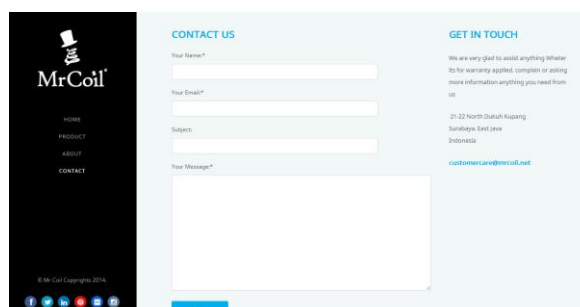 MrCoil
HOME
PRODUCT
ABOUT
CONTACT
© Mr Coil Copyrights 2014.
CONTACT US
Your Name:*
Your Email:*
Subject:
Your Message:*
GET IN TOUCH
We are very glad to assist anything Wheter
its for warranty applied, complain or asking
more information anything you need from
us
21-22 North Dukuh Kupang
Surabaya, East Java
Indonesia
customercare@mrcoil.net